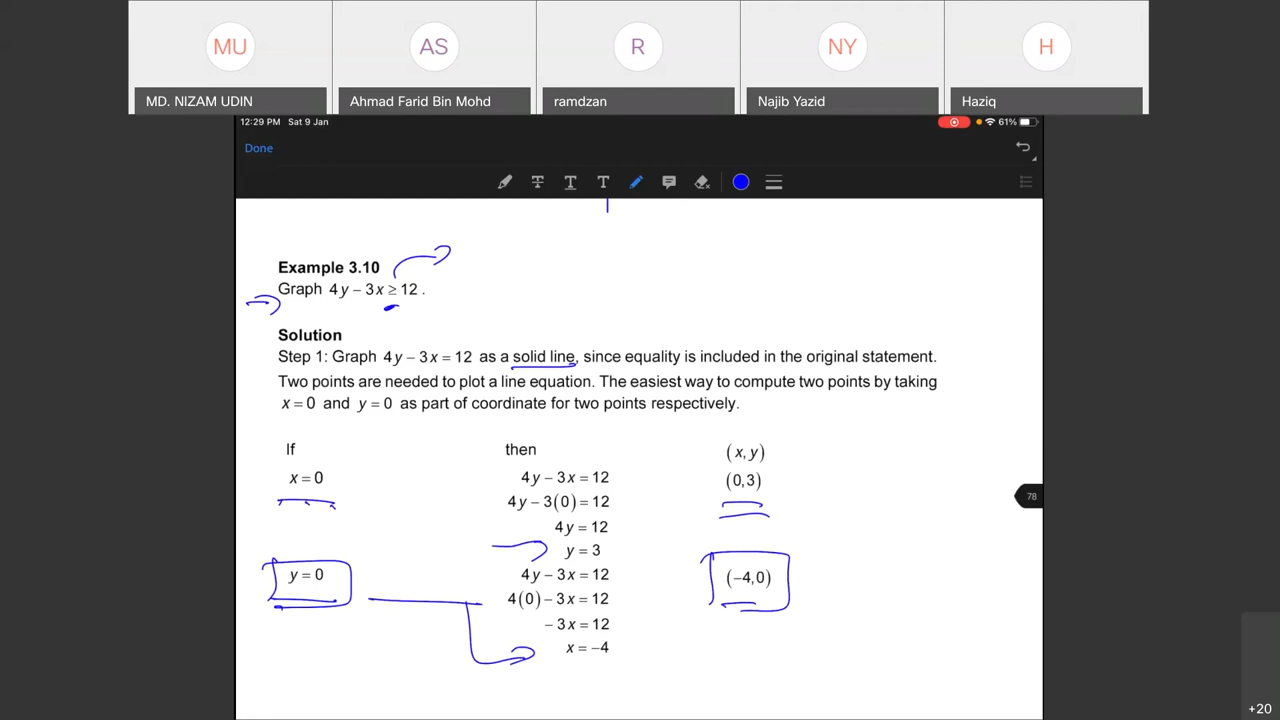 MU AS R NY H
MD. NIZAM UDIN Ahmad Farid Bin Mohd ramdzan Najib Yazid Haziq
12:29 PM Sat 9 Jan 61%
Done
T T T
Example 3.10
Graph 4y − 3x ≥ 12 .
Solution
Step 1: Graph 4y − 3x = 12 as a solid line, since equality is included in the original statement.
Two points are needed to plot a line equation. The easiest way to compute two points by taking
x = 0 and y = 0 as part of coordinate for two points respectively.
If then (x, y)
x = 0 4y − 3x = 12 (0,3)
4y − 3(0) = 12
4y = 12
y = 3
78
y = 0 4y − 3x = 12 (−4,0)
4(0) − 3x = 12
− 3x = 12
x = −4
+20